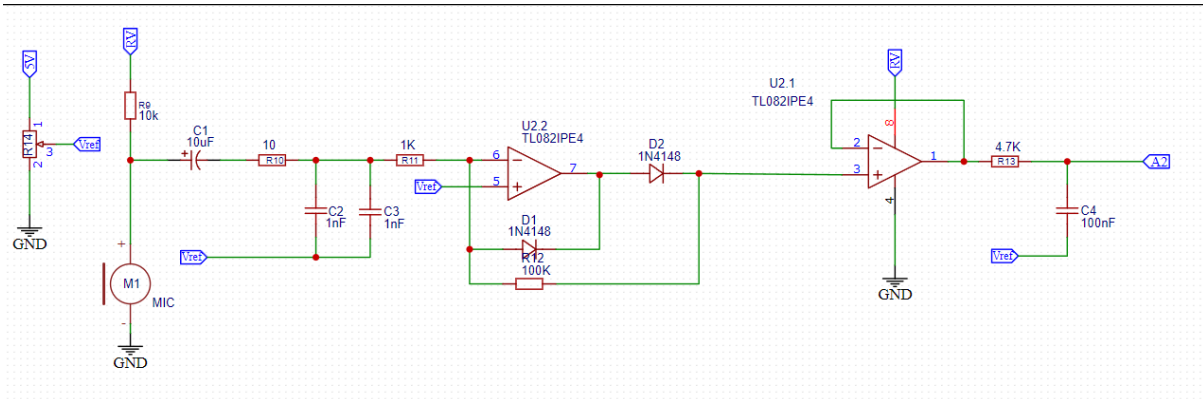 5V
1
R14
3
Vref
2
GND
RV
R9
10k
C1
10uF
+
10
R10
C2
1nF
C3
1nF
Vref
+
M1
MIC
-
GND
1K
R11
U2.2
TL082IPE4
6
7
5
Vref
D1
1N4148
R12
100K
D2
1N4148
U2.1
TL082IPE4
RV
8
2
1
3
4
GND
4.7K
R13
A2
C4
100nF
Vref